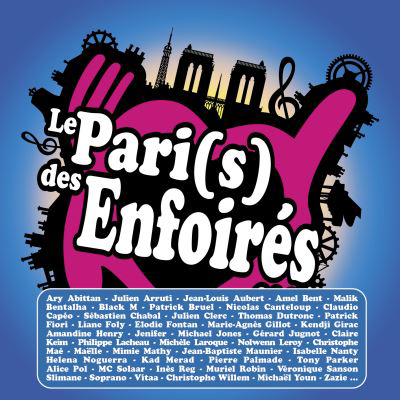 Le
Pari(s)
des
Enfoirés
Ary Abittan · Julien Arruti · Jean-Louis Aubert · Amel Bent · Malik
Bentalha · Black M · Patrick Bruel · Nicolas Canteloup · Claudio
Capéo · Sébastien Chabal · Julien Clerc · Thomas Dutronc · Patrick
Fiori · Liane Foly · Elodie Fontan · Marie-Agnès Gillot · Kendji Girac
Amandine Henry · Jenifer · Michael Jones · Gérard Jugnot · Claire
Keim · Philippe Lacheau · Michèle Laroque · Nolwenn Leroy · Christophe
Maé · Maëlle · Mimie Mathy · Jean-Baptiste Maunier · Isabelle Nanty
Helena Noguerra · Kad Merad · Pierre Palmade · Tony Parker
Alice Pol · MC Solaar · Inès Reg · Muriel Robin · Véronique Sanson
Slimane · Soprano · Vitaa · Christophe Willem · Michaël Youn · Zazie ...